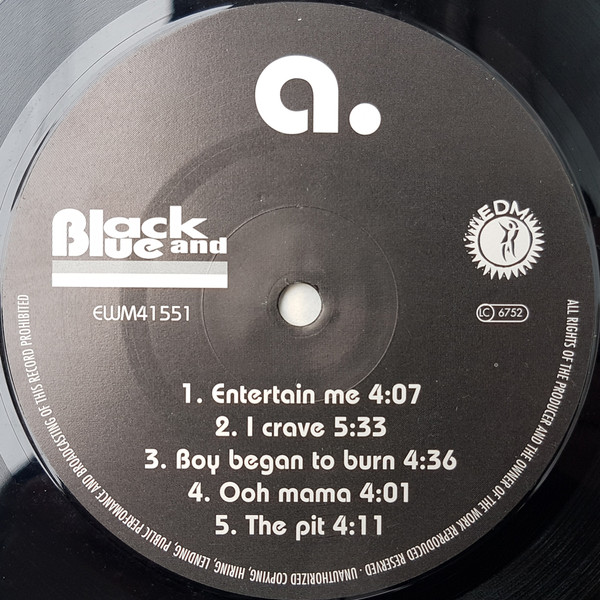 a.
Black
Blue and
EWM41551
EDM
LC 6752
1. Entertain me 4:07
2. I crave 5:33
3. Boy began to burn 4:36
4. Ooh mama 4:01
5. The pit 4:11
ALL RIGHTS OF THE PRODUCER AND THE OWNER OF THE WORK REPRODUCED RESERVED · UNAUTHORIZED COPYING, HIRING, LENDING, PUBLIC PERFOMANCE AND BROADCASTING OF THIS RECORD PROHIBITED